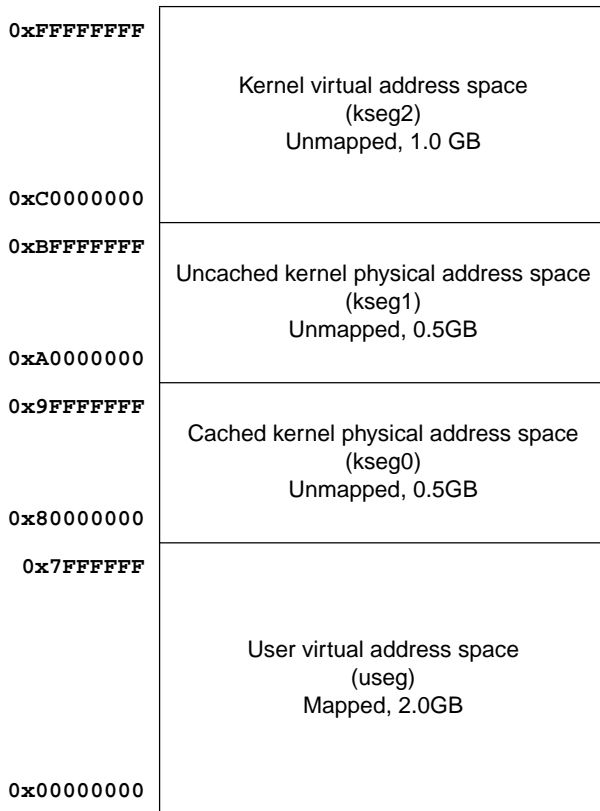 0xFFFFFFFF
Kernel virtual address space
(kseg2)
Unmapped, 1.0 GB
0xC0000000
0xBFFFFFFF
Uncached kernel physical address space
(kseg1)
Unmapped, 0.5GB
0xA0000000
0x9FFFFFFF
Cached kernel physical address space
(kseg0)
Unmapped, 0.5GB
0x80000000
0x7FFFFFF
User virtual address space
(useg)
Mapped, 2.0GB
0x00000000